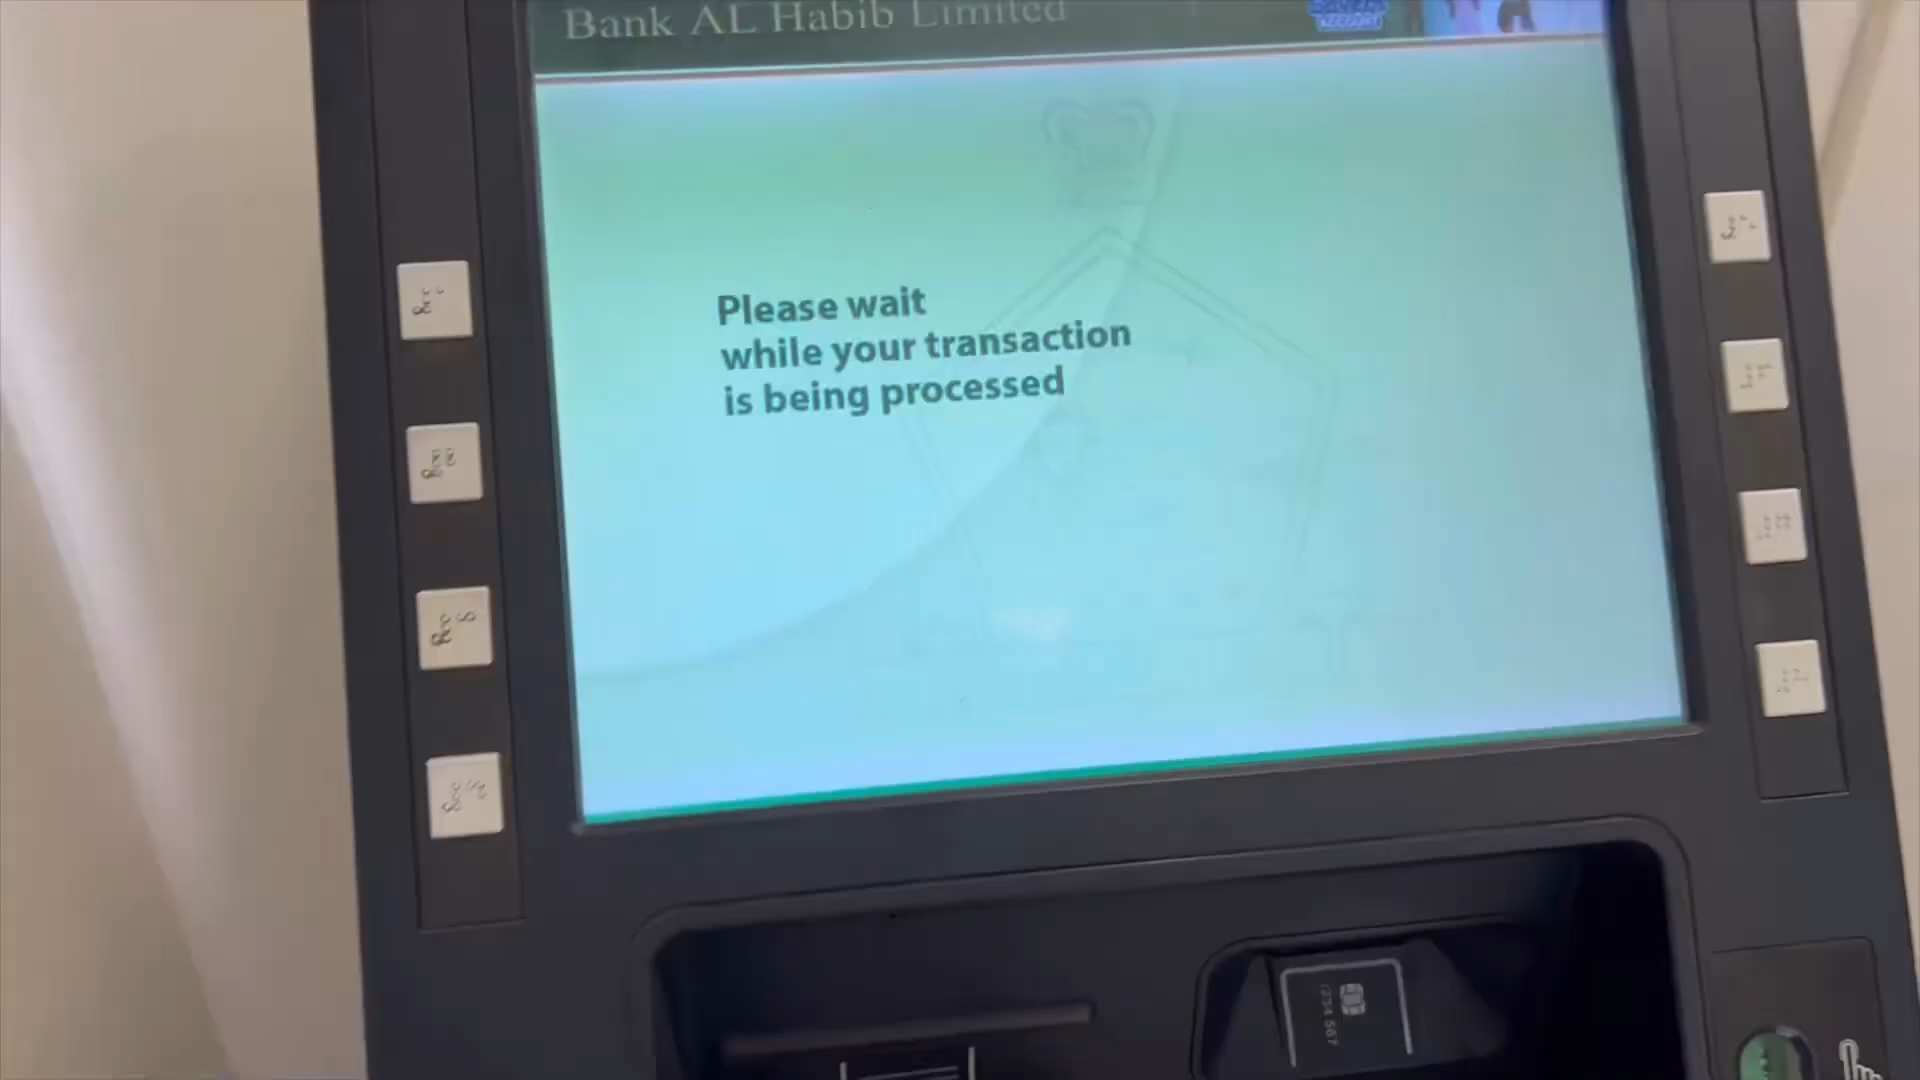 Bank AL Habib Limited
Please wait
while your transaction
is being processed